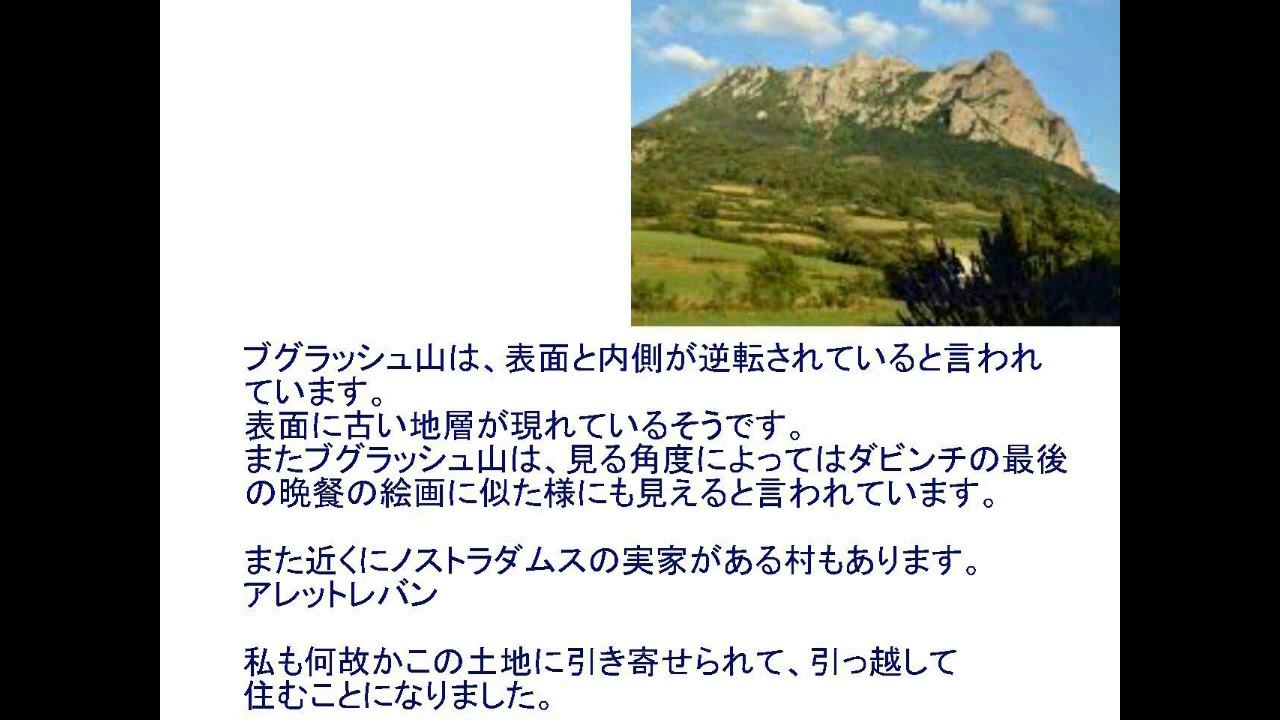 ブグラッシュ山は、表面と内側が逆転されていると言われ
ています。
表面に古い地層が現れているそうです。
またブグラッシュ山は、見る角度によってはダビンチの最後
の晩餐の絵画に似た様にも見えると言われています。
また近くにノストラダムスの実家がある村もあります。
アレットレバン
私も何故かこの土地に引き寄せられて、引っ越して
住むことになりました。